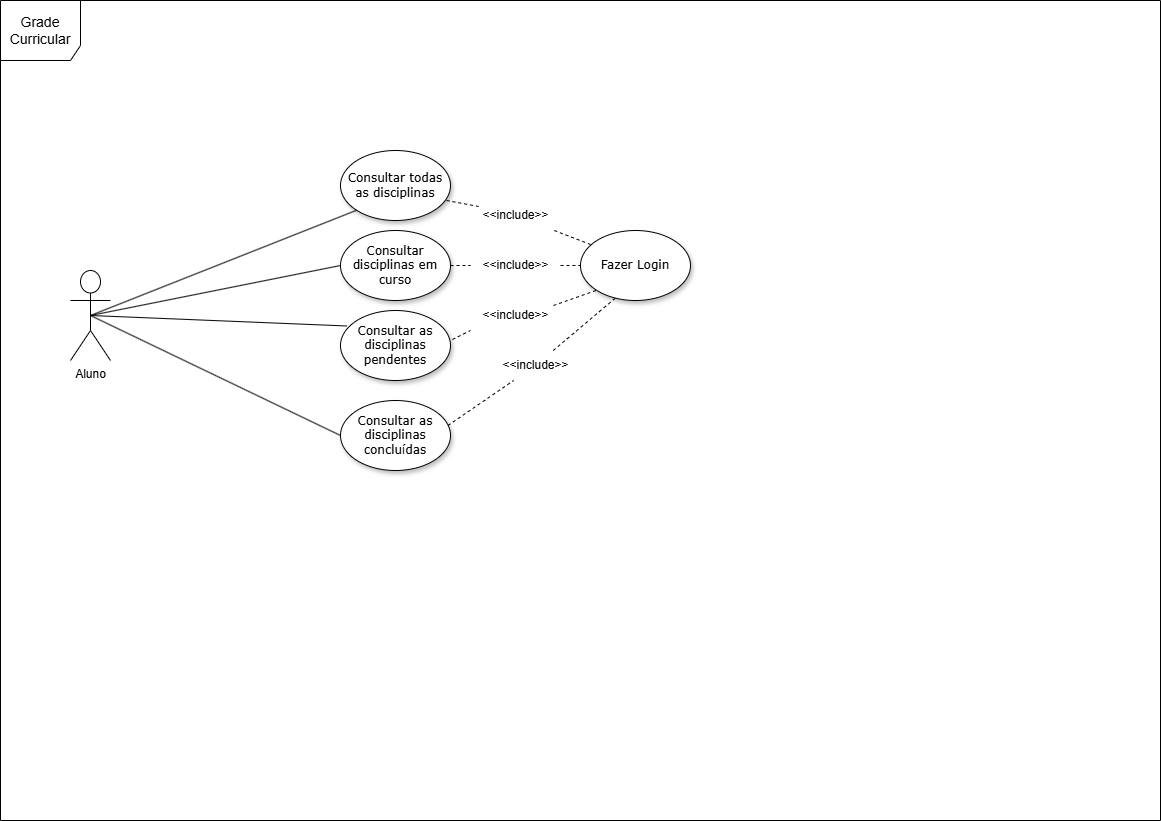 Grade
Curricular
Consultar todas
as disciplinas
<<include>>
Consultar
disciplinas em
curso
<<include>>
Fazer Login
Consultar as
disciplinas
pendentes
<<include>>
<<include>>
Aluno
Consultar as
disciplinas
concluídas